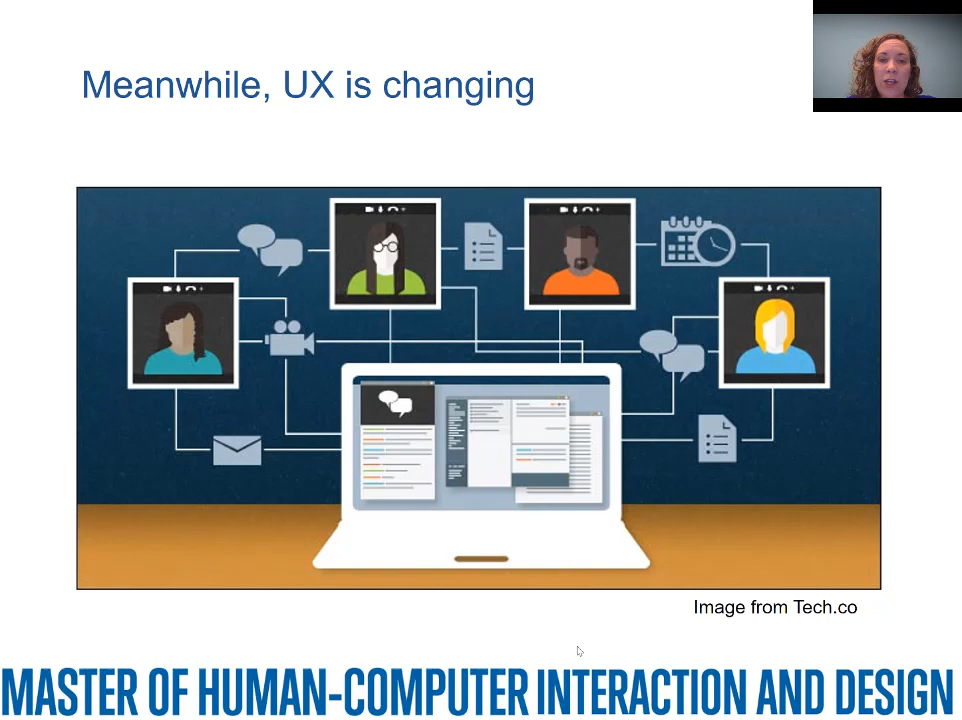 Meanwhile, UX is changing
Image from Tech.co
MASTER OF HUMAN-COMPUTER INTERACTION AND DESIGN